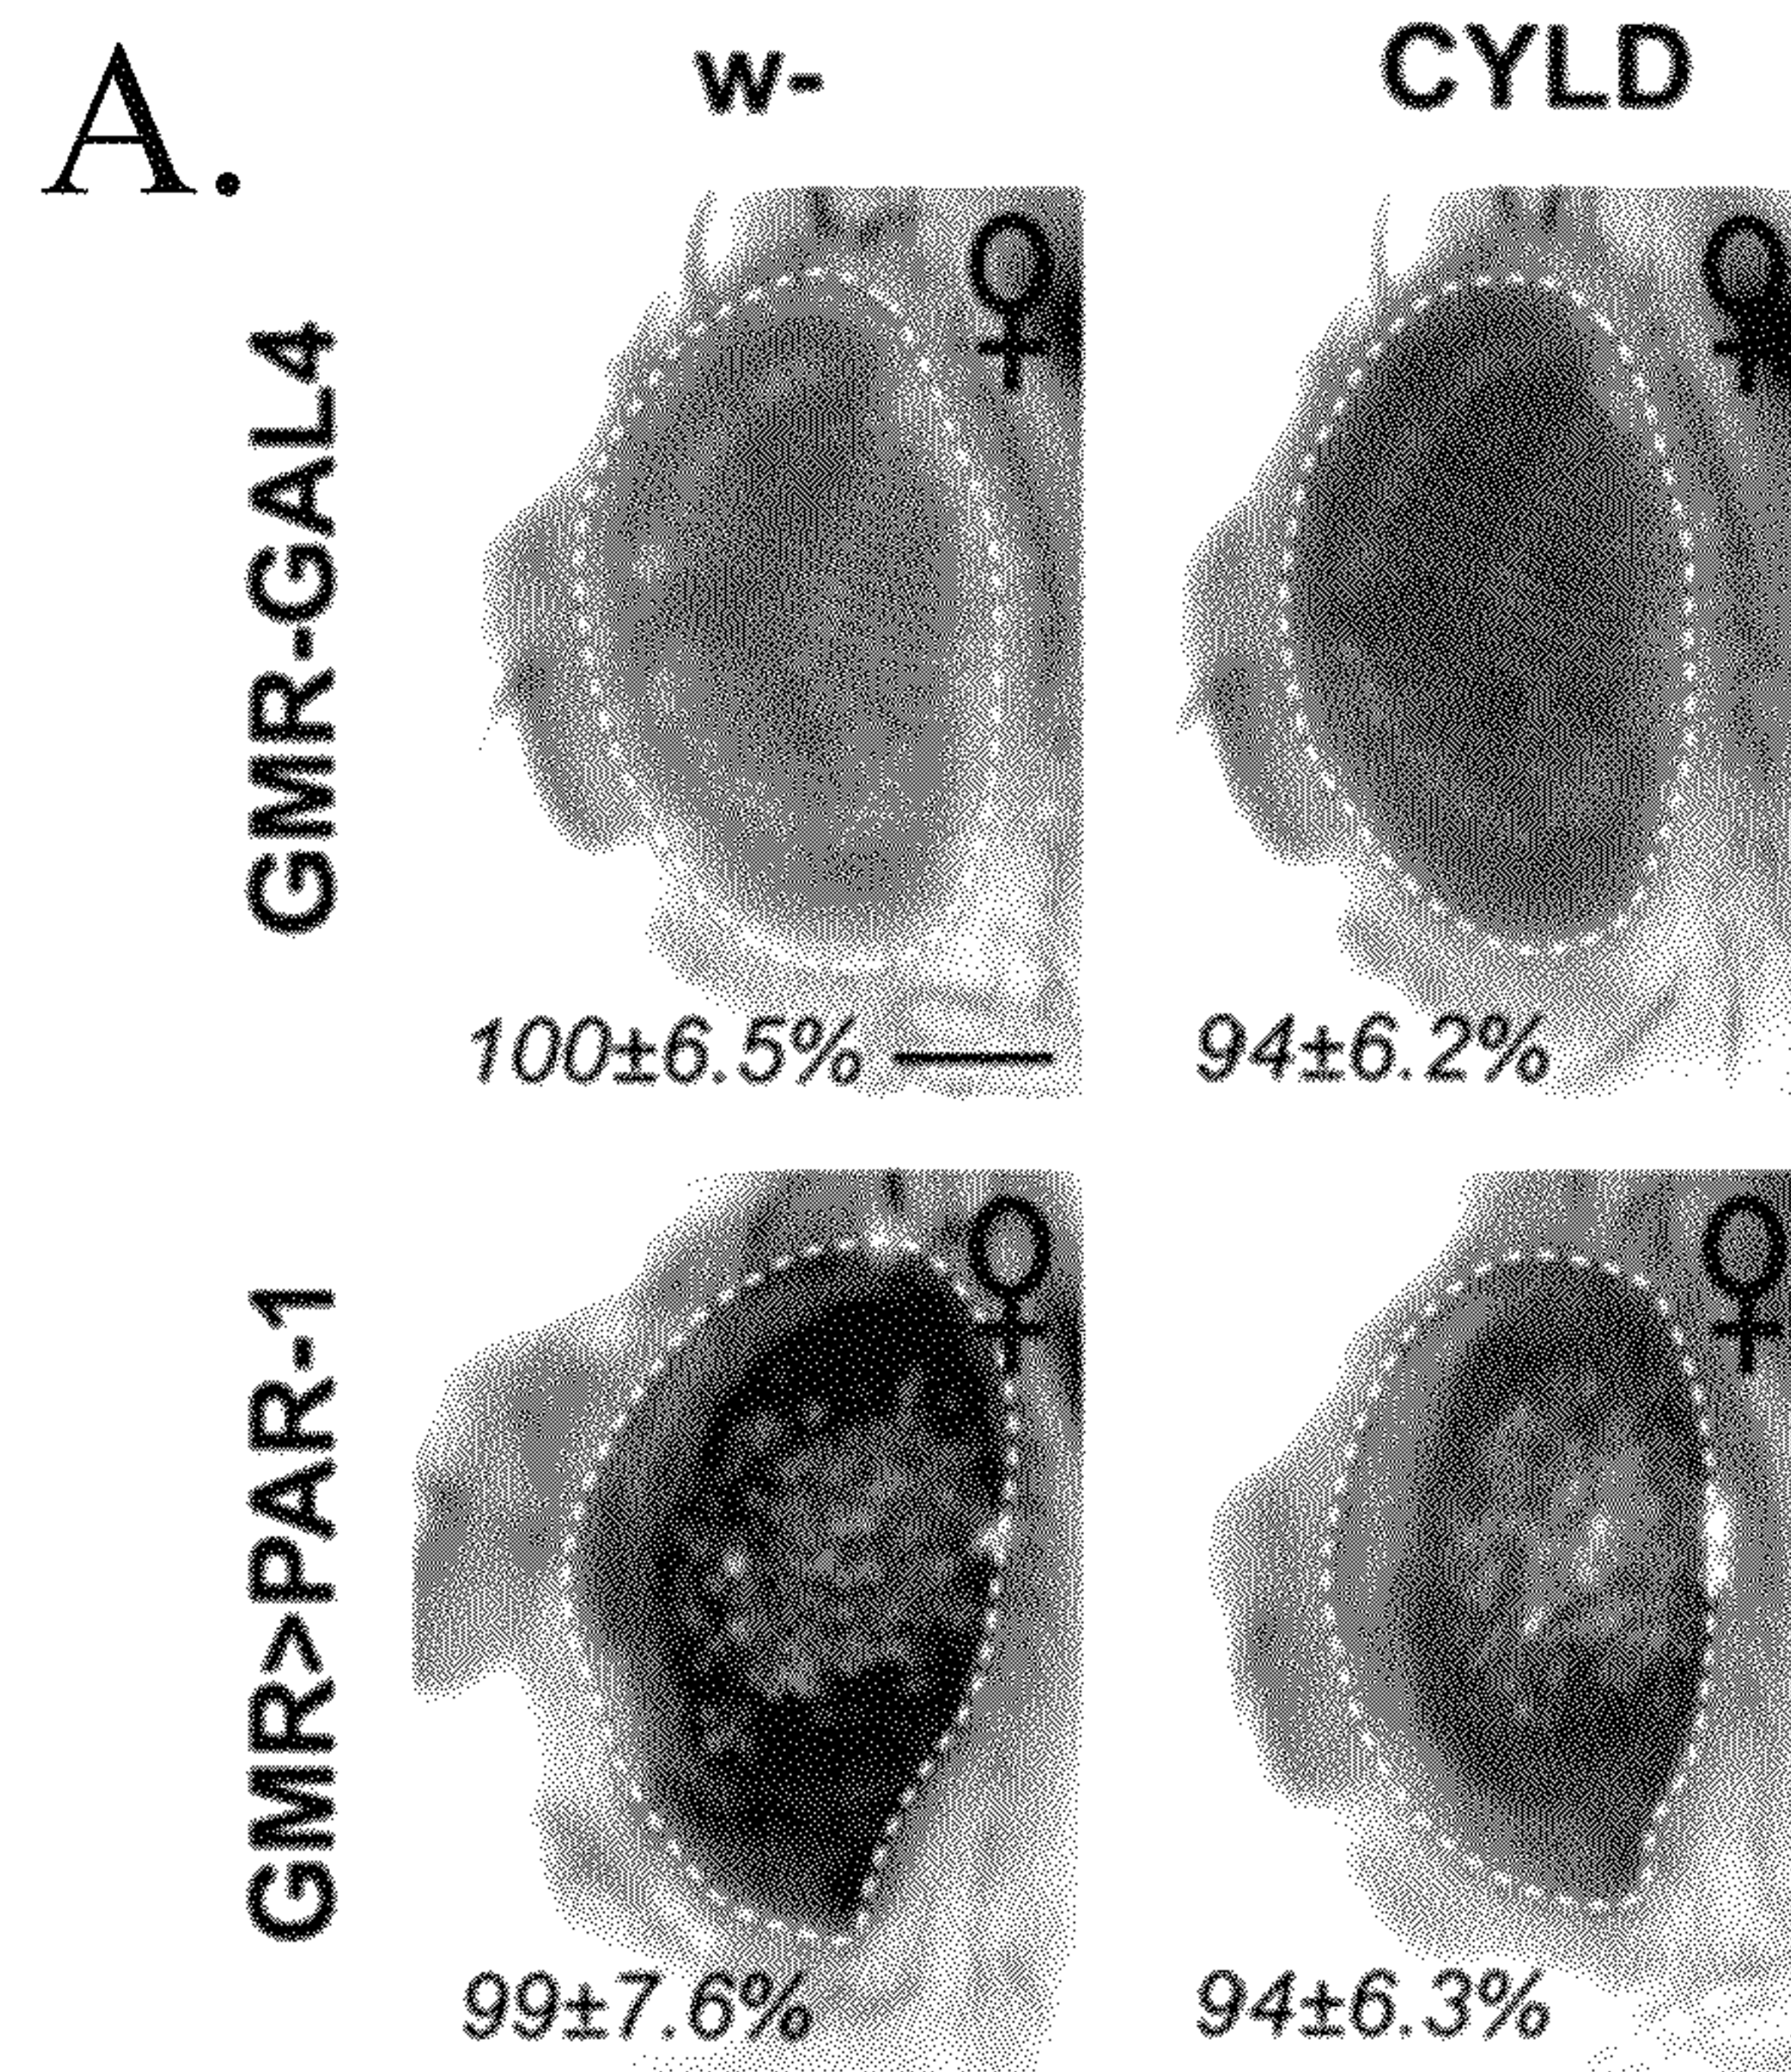 A.
w-
CYLD
GMR-GAL4
♀
♀
100±6.5%
94±6.2%
GMR>PAR-1
♀
♀
99±7.6%
94±6.3%